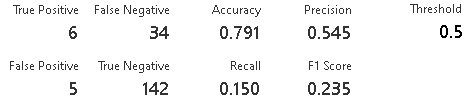 True Positive False Negative Accuracy Precision Threshold
6 34 0.791 0.545 0.5
False Positive True Negative Recall F1 Score
5 142 0.150 0.235